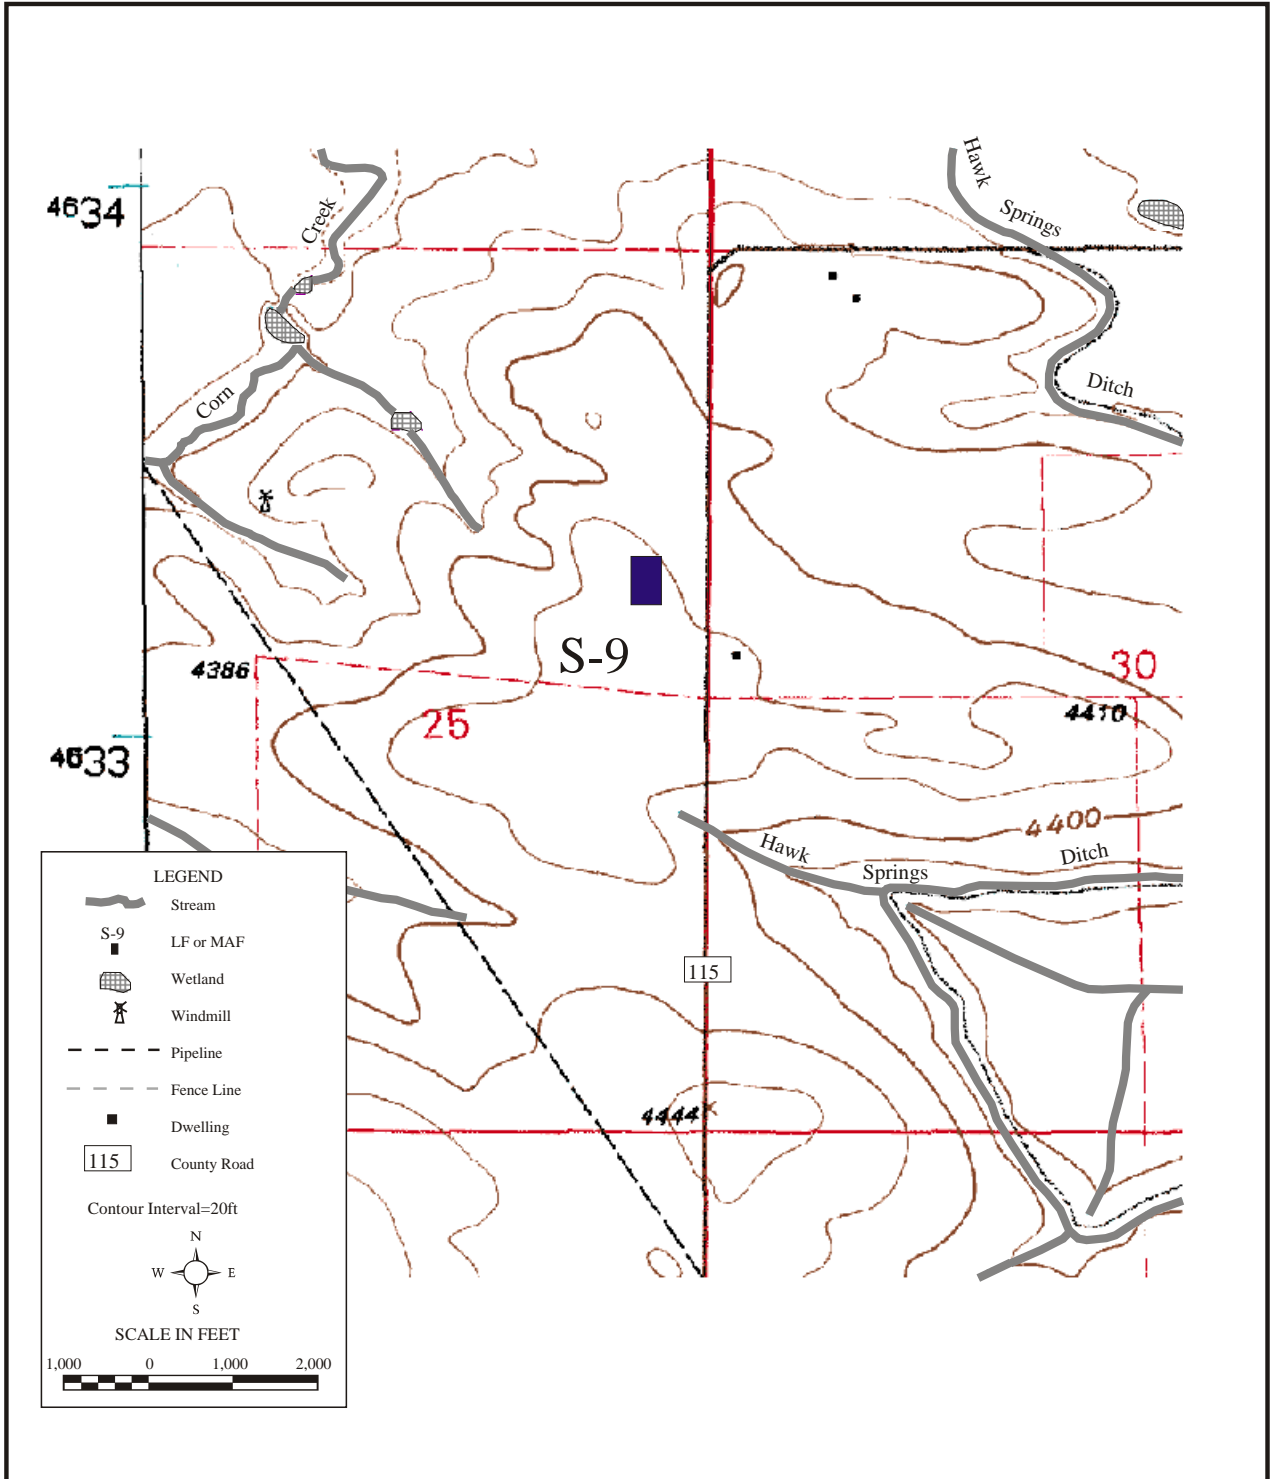 Hawk
Springs
4634
Creek
Ditch
Corn
S-9
4386
30
25
4410
4633
4400
Hawk
Springs
Ditch
115
4444
LEGEND
Stream
S-9
LF or MAF
Wetland
Windmill
Pipeline
Fence Line
Dwelling
115
County Road
Contour Interval=20ft
N
W E
S
SCALE IN FEET
1,000 0 1,000 2,000